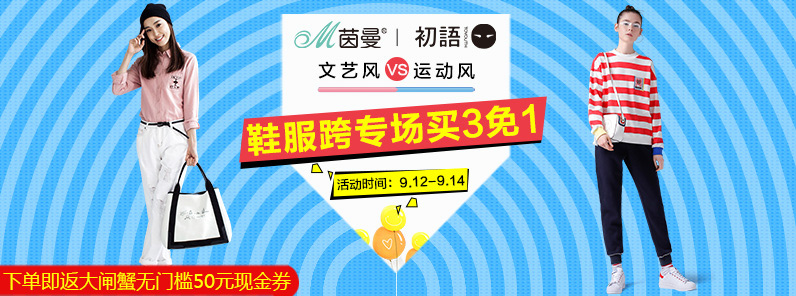 茵曼® | 初語
文艺风 VS 运动风
鞋服跨专场买3免1
活动时间：9.12-9.14
下单即返大闸蟹无门槛50元现金券